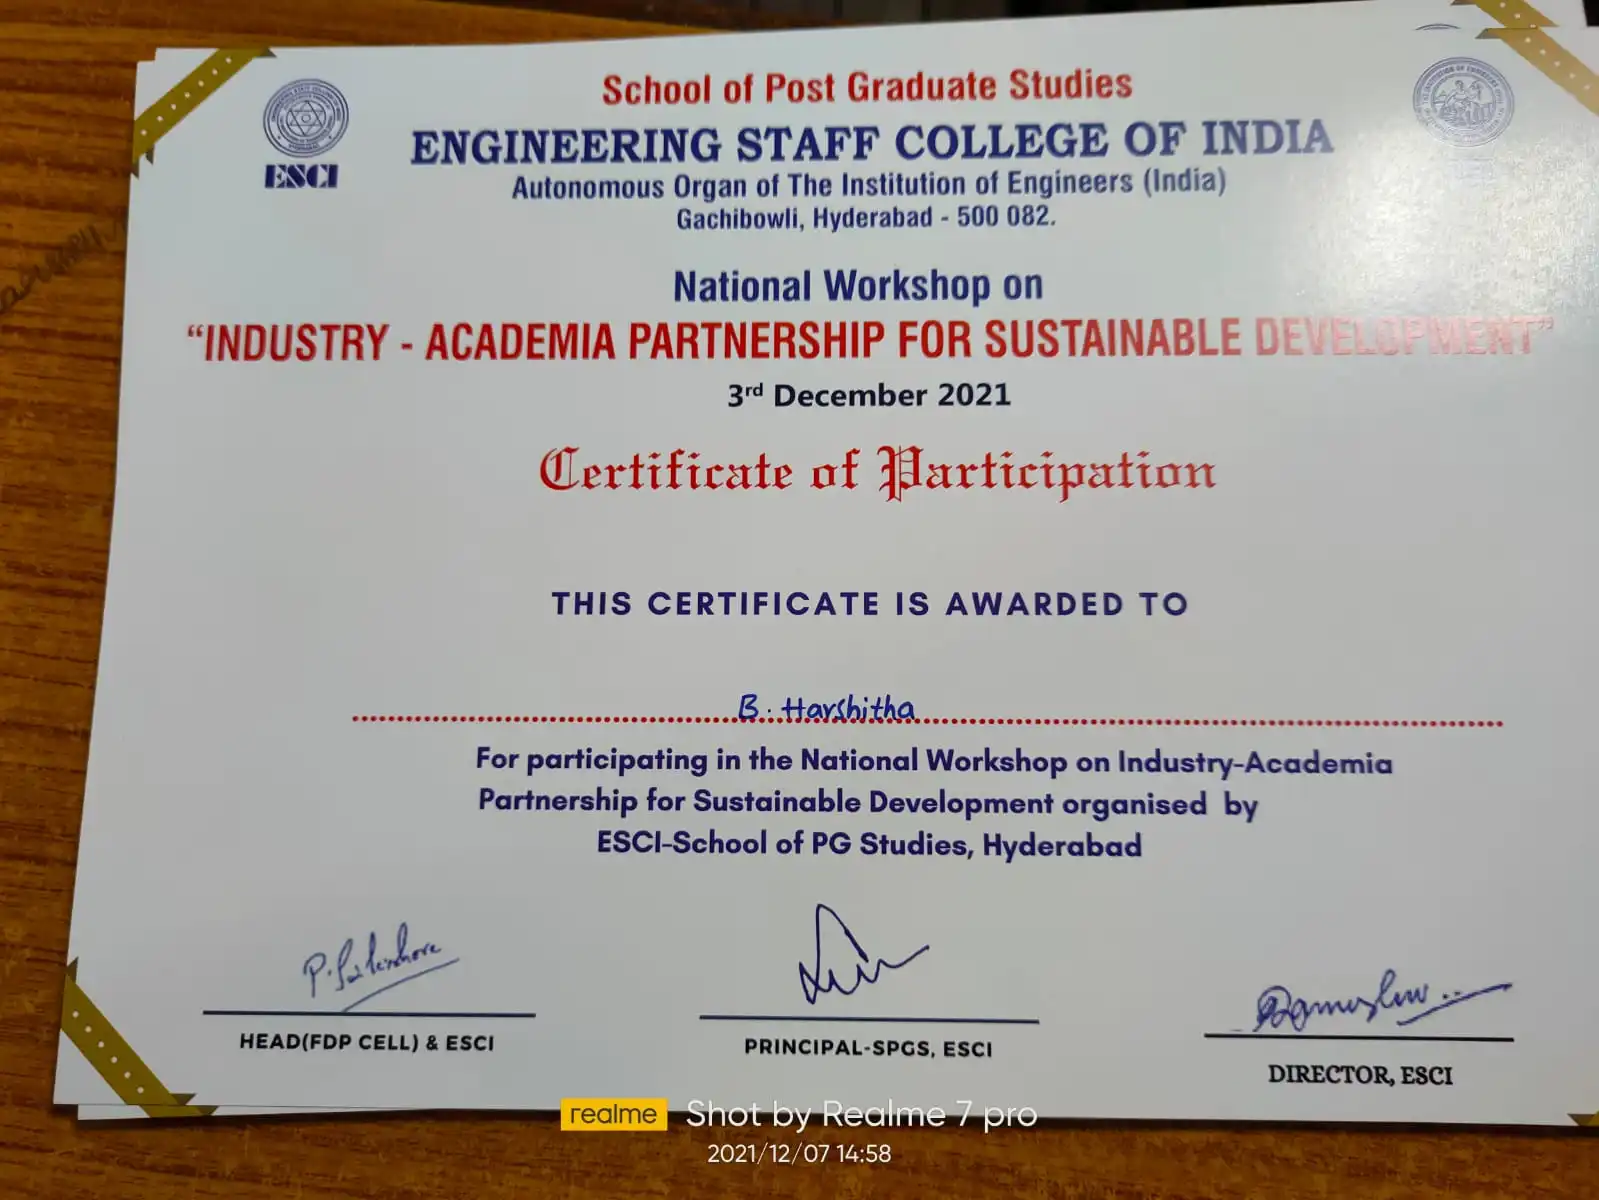 School of Post Graduate Studies
ENGINEERING STAFF COLLEGE OF INDIA
Autonomous Organ of The Institution of Engineers (India)
Gachibowli, Hyderabad - 500 082.
ESCI
National Workshop on
“INDUSTRY - ACADEMIA PARTNERSHIP FOR SUSTAINABLE DEVELOPMENT”
3rd December 2021
Certificate of Participation
THIS CERTIFICATE IS AWARDED TO
B. Harshitha
For participating in the National Workshop on Industry-Academia
Partnership for Sustainable Development organised by
ESCI-School of PG Studies, Hyderabad
HEAD(FDP CELL) & ESCI
PRINCIPAL-SPGS, ESCI
DIRECTOR, ESCI
realme Shot by Realme 7 pro
2021/12/07 14:58